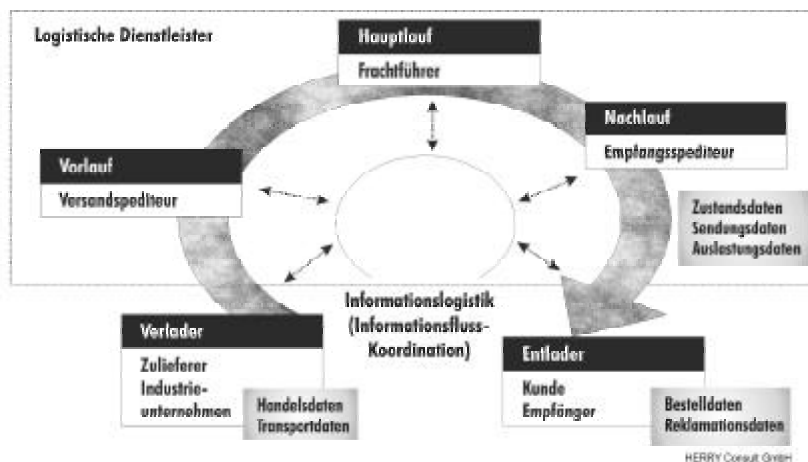 Logistische Dienstleister
Hauptlauf
Frachtführer
Nachlauf
Empfangsspediteur
Vorlauf
Versandspediteur
Zustandsdaten
Sendungsdaten
Auslastungsdaten
Informationslogistik
(Informationsfluss-
Koordination)
Verlader
Zulieferer
Industrie-
unternehmen
Handelsdaten
Transportdaten
Entlader
Kunde
Empfänger
Bestelldaten
Reklamationsdaten
HERRY Consult GmbH